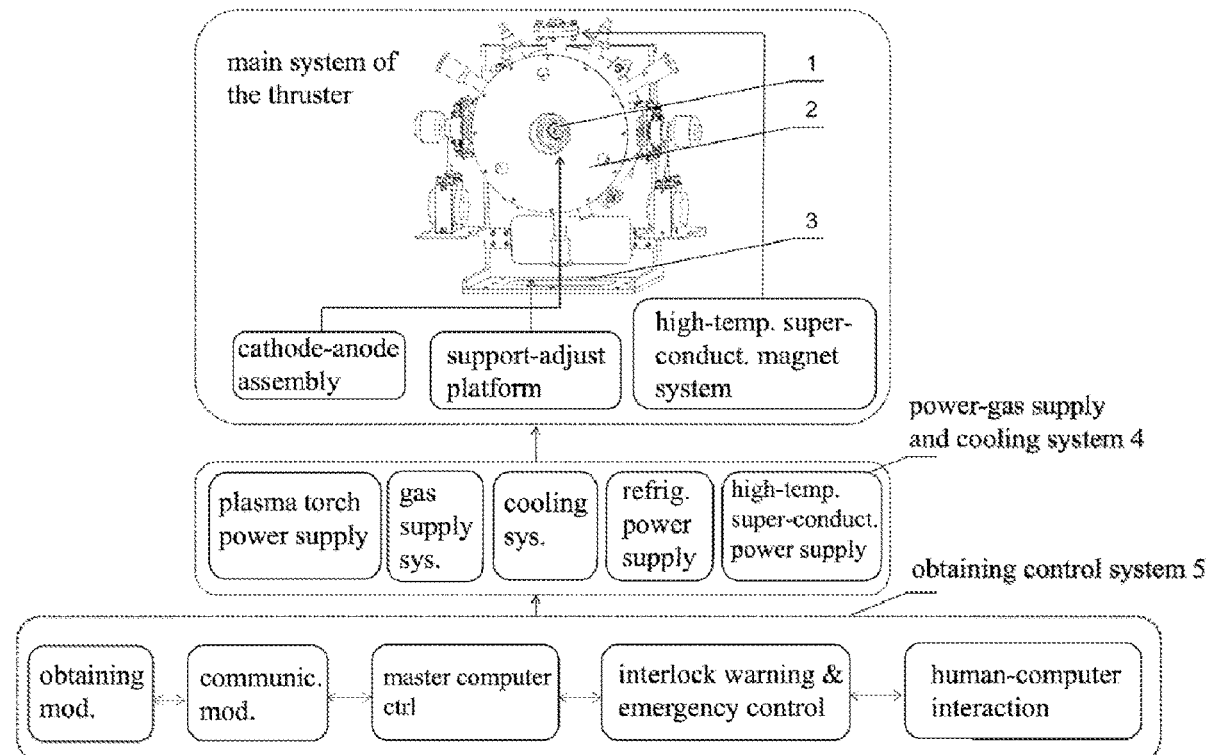 main system of
the thruster
1
2
3
cathode-anode
assembly
support-adjust
platform
high-temp. super-
conduct. magnet
system
power-gas supply
and cooling system 4
plasma torch
power supply
gas
supply
sys.
cooling
sys.
refrig.
power
supply
high-temp.
super-conduct.
power supply
obtaining control system 5
obtaining
mod.
communic.
mod.
master computer
ctrl
interlock warning &
emergency control
human-computer
interaction